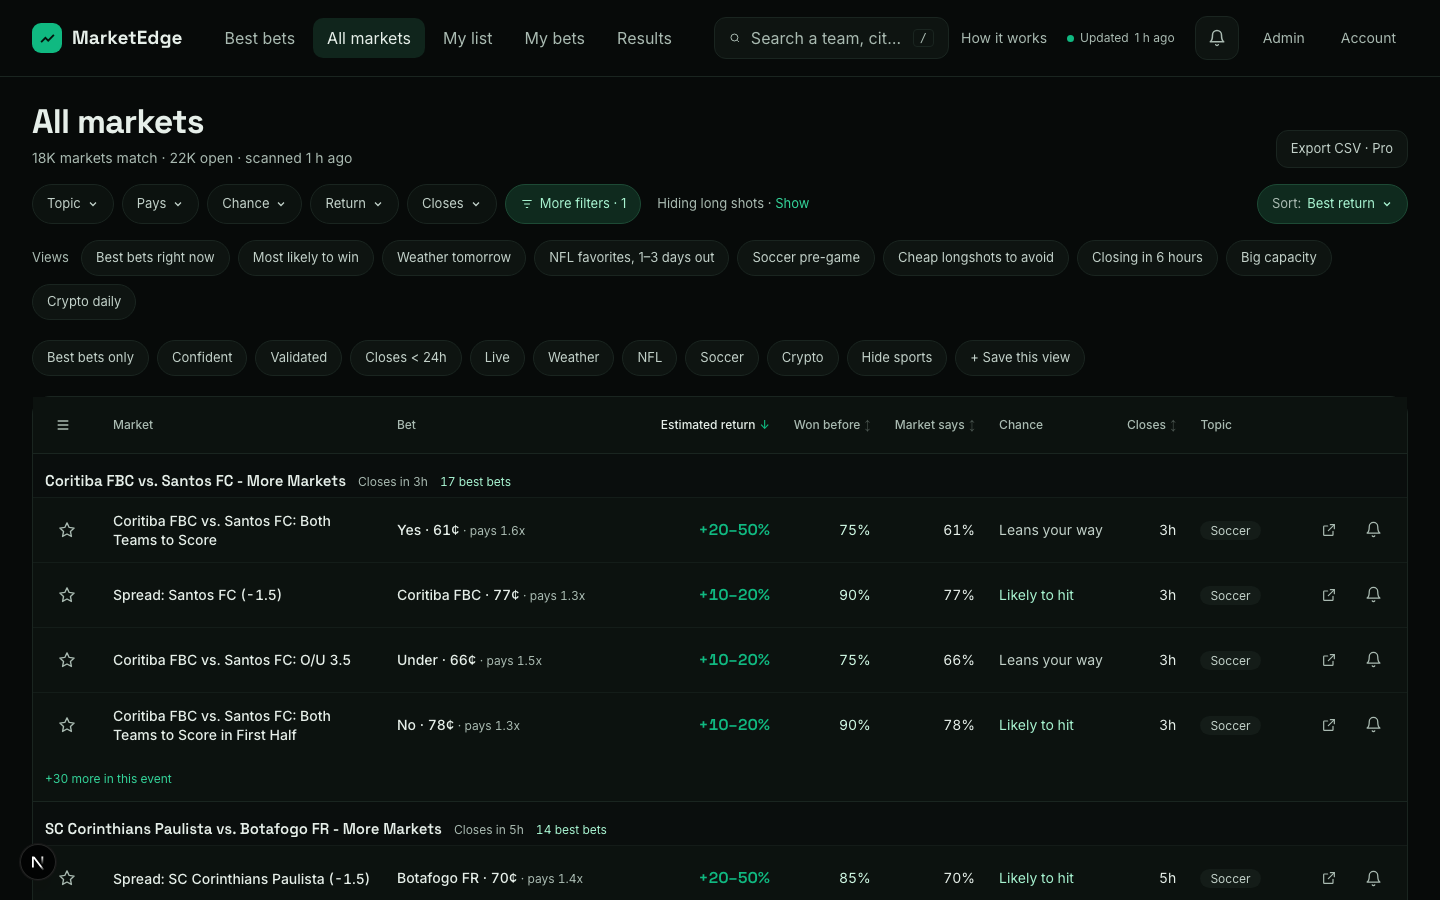 MarketEdge
Best bets
All markets
My list
My bets
Results
Search a team, cit... /
How it works
Updated 1 h ago
Admin
Account
All markets
18K markets match · 22K open · scanned 1 h ago
Export CSV · Pro
Topic
Pays
Chance
Return
Closes
More filters · 1
Hiding long shots · Show
Sort: Best return
Views
Best bets right now
Most likely to win
Weather tomorrow
NFL favorites, 1–3 days out
Soccer pre-game
Cheap longshots to avoid
Closing in 6 hours
Big capacity
Crypto daily
Best bets only
Confident
Validated
Closes < 24h
Live
Weather
NFL
Soccer
Crypto
Hide sports
+ Save this view
Market Bet Estimated return ↓ Won before ↕ Market says ↕ Chance Closes ↕ Topic
Coritiba FBC vs. Santos FC - More Markets Closes in 3h 17 best bets
Coritiba FBC vs. Santos FC: Both
Teams to Score
Yes · 61¢ · pays 1.6x +20–50% 75% 61% Leans your way 3h Soccer
Spread: Santos FC (-1.5) Coritiba FBC · 77¢ · pays 1.3x +10–20% 90% 77% Likely to hit 3h Soccer
Coritiba FBC vs. Santos FC: O/U 3.5 Under · 66¢ · pays 1.5x +10–20% 75% 66% Leans your way 3h Soccer
Coritiba FBC vs. Santos FC: Both
Teams to Score in First Half
No · 78¢ · pays 1.3x +10–20% 90% 78% Likely to hit 3h Soccer
+30 more in this event
SC Corinthians Paulista vs. Botafogo FR - More Markets Closes in 5h 14 best bets
N
Spread: SC Corinthians Paulista (-1.5) Botafogo FR · 70¢ · pays 1.4x +20–50% 85% 70% Likely to hit 5h Soccer